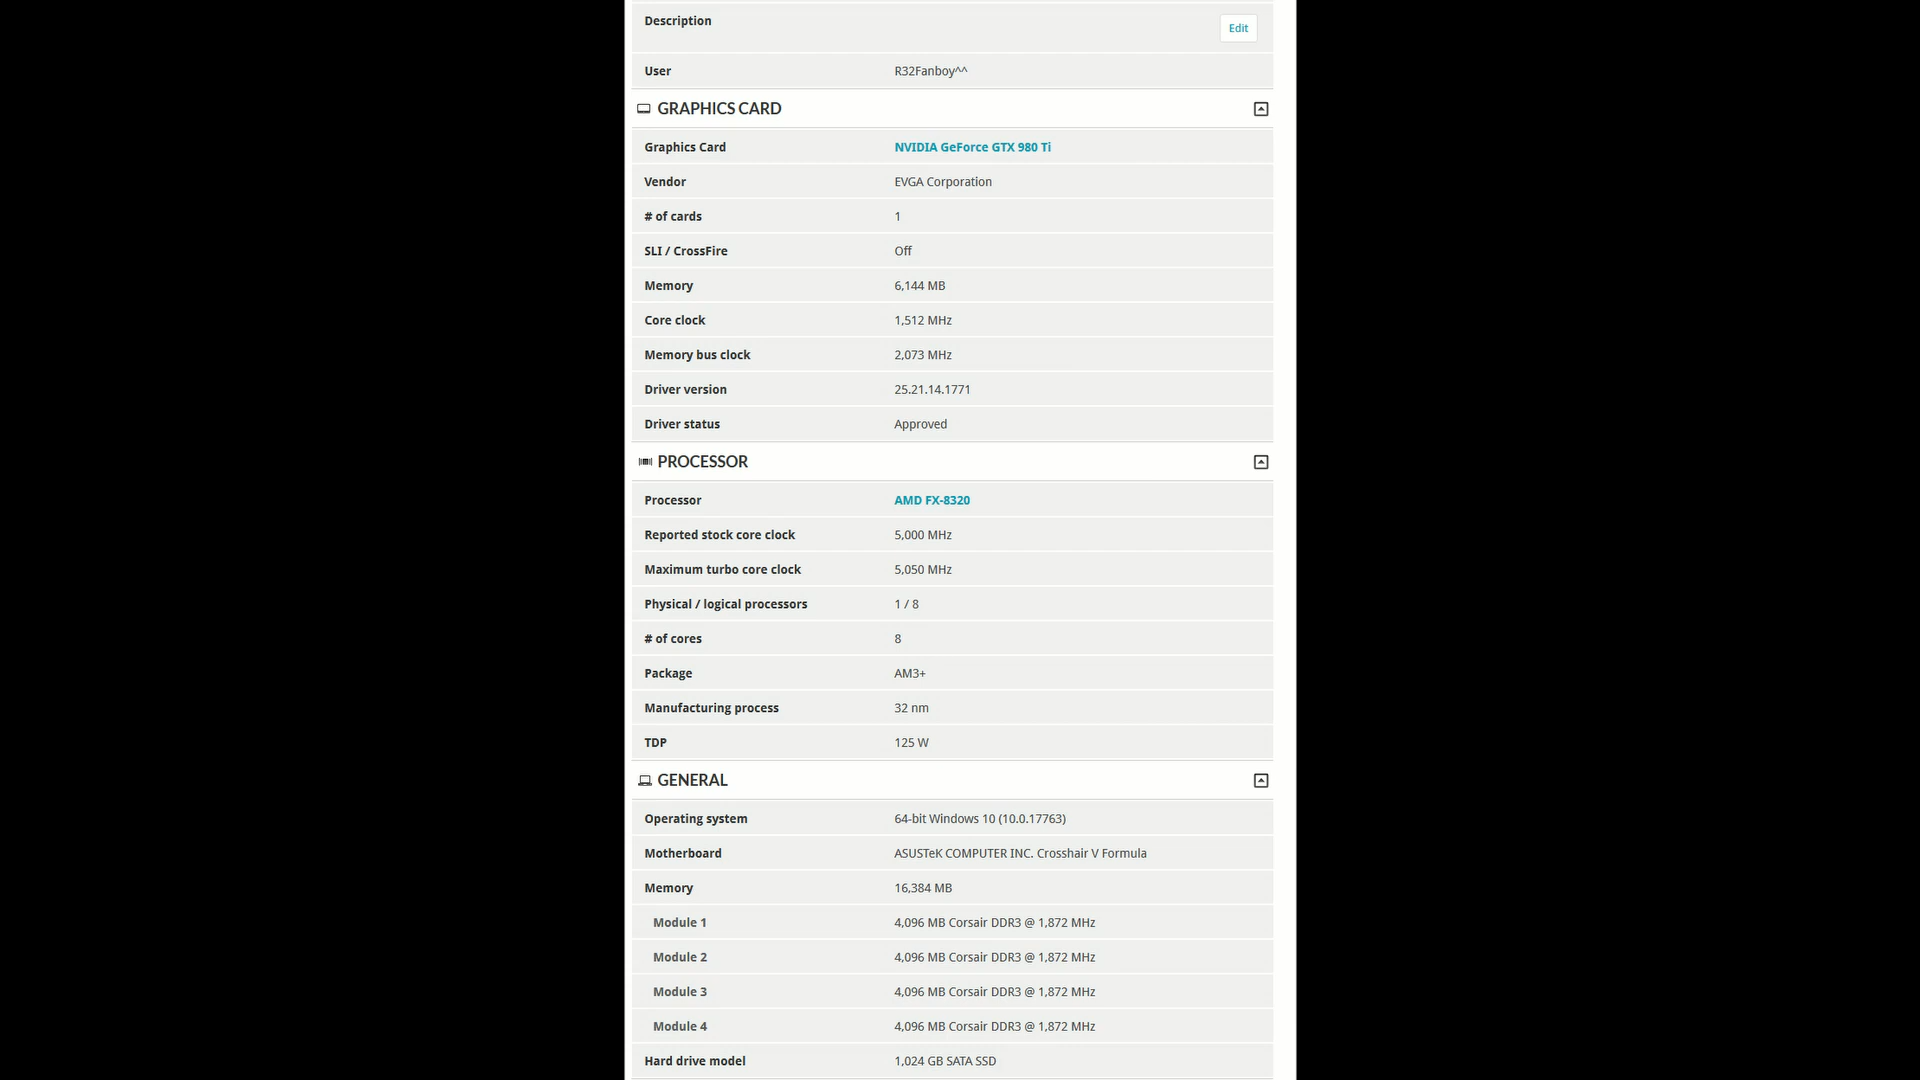 Description Edit
User R32Fanboy^^
GRAPHICS CARD
Graphics Card NVIDIA GeForce GTX 980 Ti
Vendor EVGA Corporation
# of cards 1
SLI / CrossFire Off
Memory 6,144 MB
Core clock 1,512 MHz
Memory bus clock 2,073 MHz
Driver version 25.21.14.1771
Driver status Approved
PROCESSOR
Processor AMD FX-8320
Reported stock core clock 5,000 MHz
Maximum turbo core clock 5,050 MHz
Physical / logical processors 1 / 8
# of cores 8
Package AM3+
Manufacturing process 32 nm
TDP 125 W
GENERAL
Operating system 64-bit Windows 10 (10.0.17763)
Motherboard ASUSTeK COMPUTER INC. Crosshair V Formula
Memory 16,384 MB
Module 1 4,096 MB Corsair DDR3 @ 1,872 MHz
Module 2 4,096 MB Corsair DDR3 @ 1,872 MHz
Module 3 4,096 MB Corsair DDR3 @ 1,872 MHz
Module 4 4,096 MB Corsair DDR3 @ 1,872 MHz
Hard drive model 1,024 GB SATA SSD